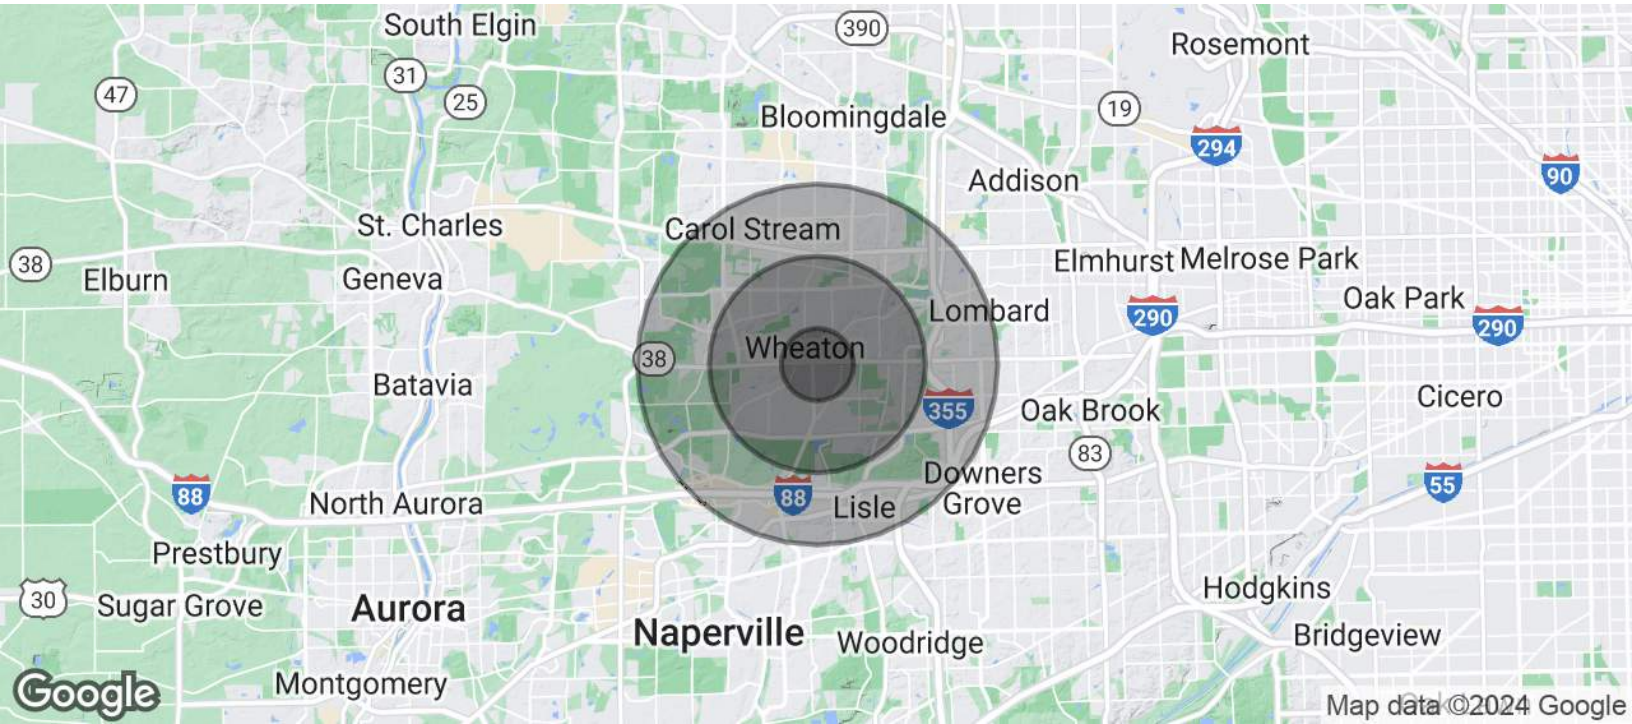 South Elgin
390
Rosemont
31
47
25
19
Bloomingdale
294
90
Addison
St. Charles
Carol Stream
38
Elburn
Geneva
Elmhurst
Melrose Park
Oak Park
Lombard
290
290
Wheaton
38
Batavia
355
Oak Brook
Cicero
83
Downers
Grove
88
North Aurora
88
Lisle
55
Prestbury
30
Sugar Grove
Aurora
Hodgkins
Naperville
Woodridge
Bridgeview
Montgomery
Google
Map data ©2024 Google